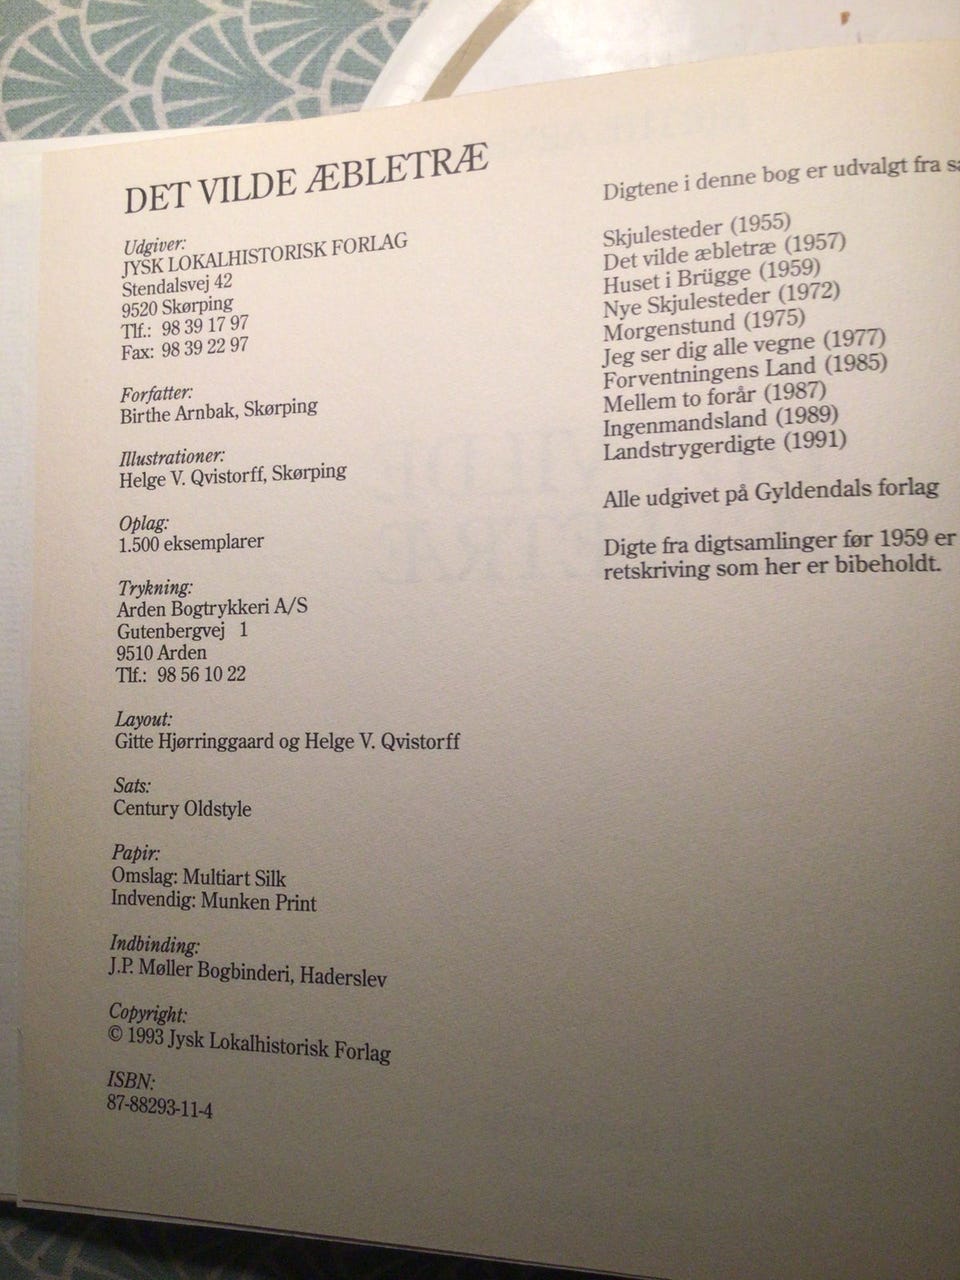 DET VILDE ÆBLETRÆ
Udgiver:
JYSK LOKALHISTORISK FORLAG
Stendalsvej 42
9520 Skørping
Tlf.: 98 39 17 97
Fax: 98 39 22 97
Forfatter:
Birthe Arnbak, Skørping
Illustrationer:
Helge V. Qvistorff, Skørping
Oplag:
1.500 eksemplarer
Trykning:
Arden Bogtrykkeri A/S
Gutenbergvej 1
9510 Arden
Tlf.: 98 56 10 22
Layout:
Gitte Hjørringgaard og Helge V. Qvistorff
Sats:
Century Oldstyle
Papir:
Omslag: Multiart Silk
Indvendig: Munken Print
Indbinding:
J.P. Møller Bogbinderi, Haderslev
Copyright:
© 1993 Jysk Lokalhistorisk Forlag
ISBN:
87-88293-11-4
Digtene i denne bog er udvalgt fra
Skjulesteder (1955)
Det vilde æbletræ (1957)
Huset i Brügge (1959)
Nye Skjulesteder (1972)
Morgenstund (1975)
Jeg ser dig alle vegne (1977)
Forventningens Land (1985)
Mellem to forår (1987)
Ingenmandsland (1989)
Landstrygerdigte (1991)
Alle udgivet på Gyldendals forlag
Digte fra digtsamlinger før 1959 er
retskriving som her er bibeholdt.